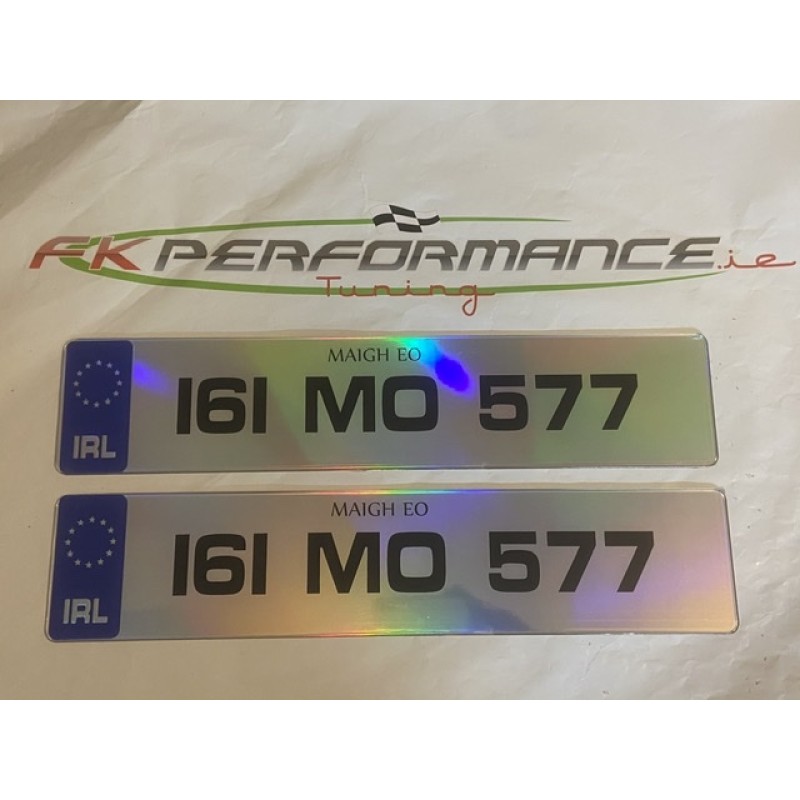 FK PERFORMANCE.ie
Tuning
MAIGH EO
IRL 161 MO 577
MAIGH EO
IRL 161 MO 577